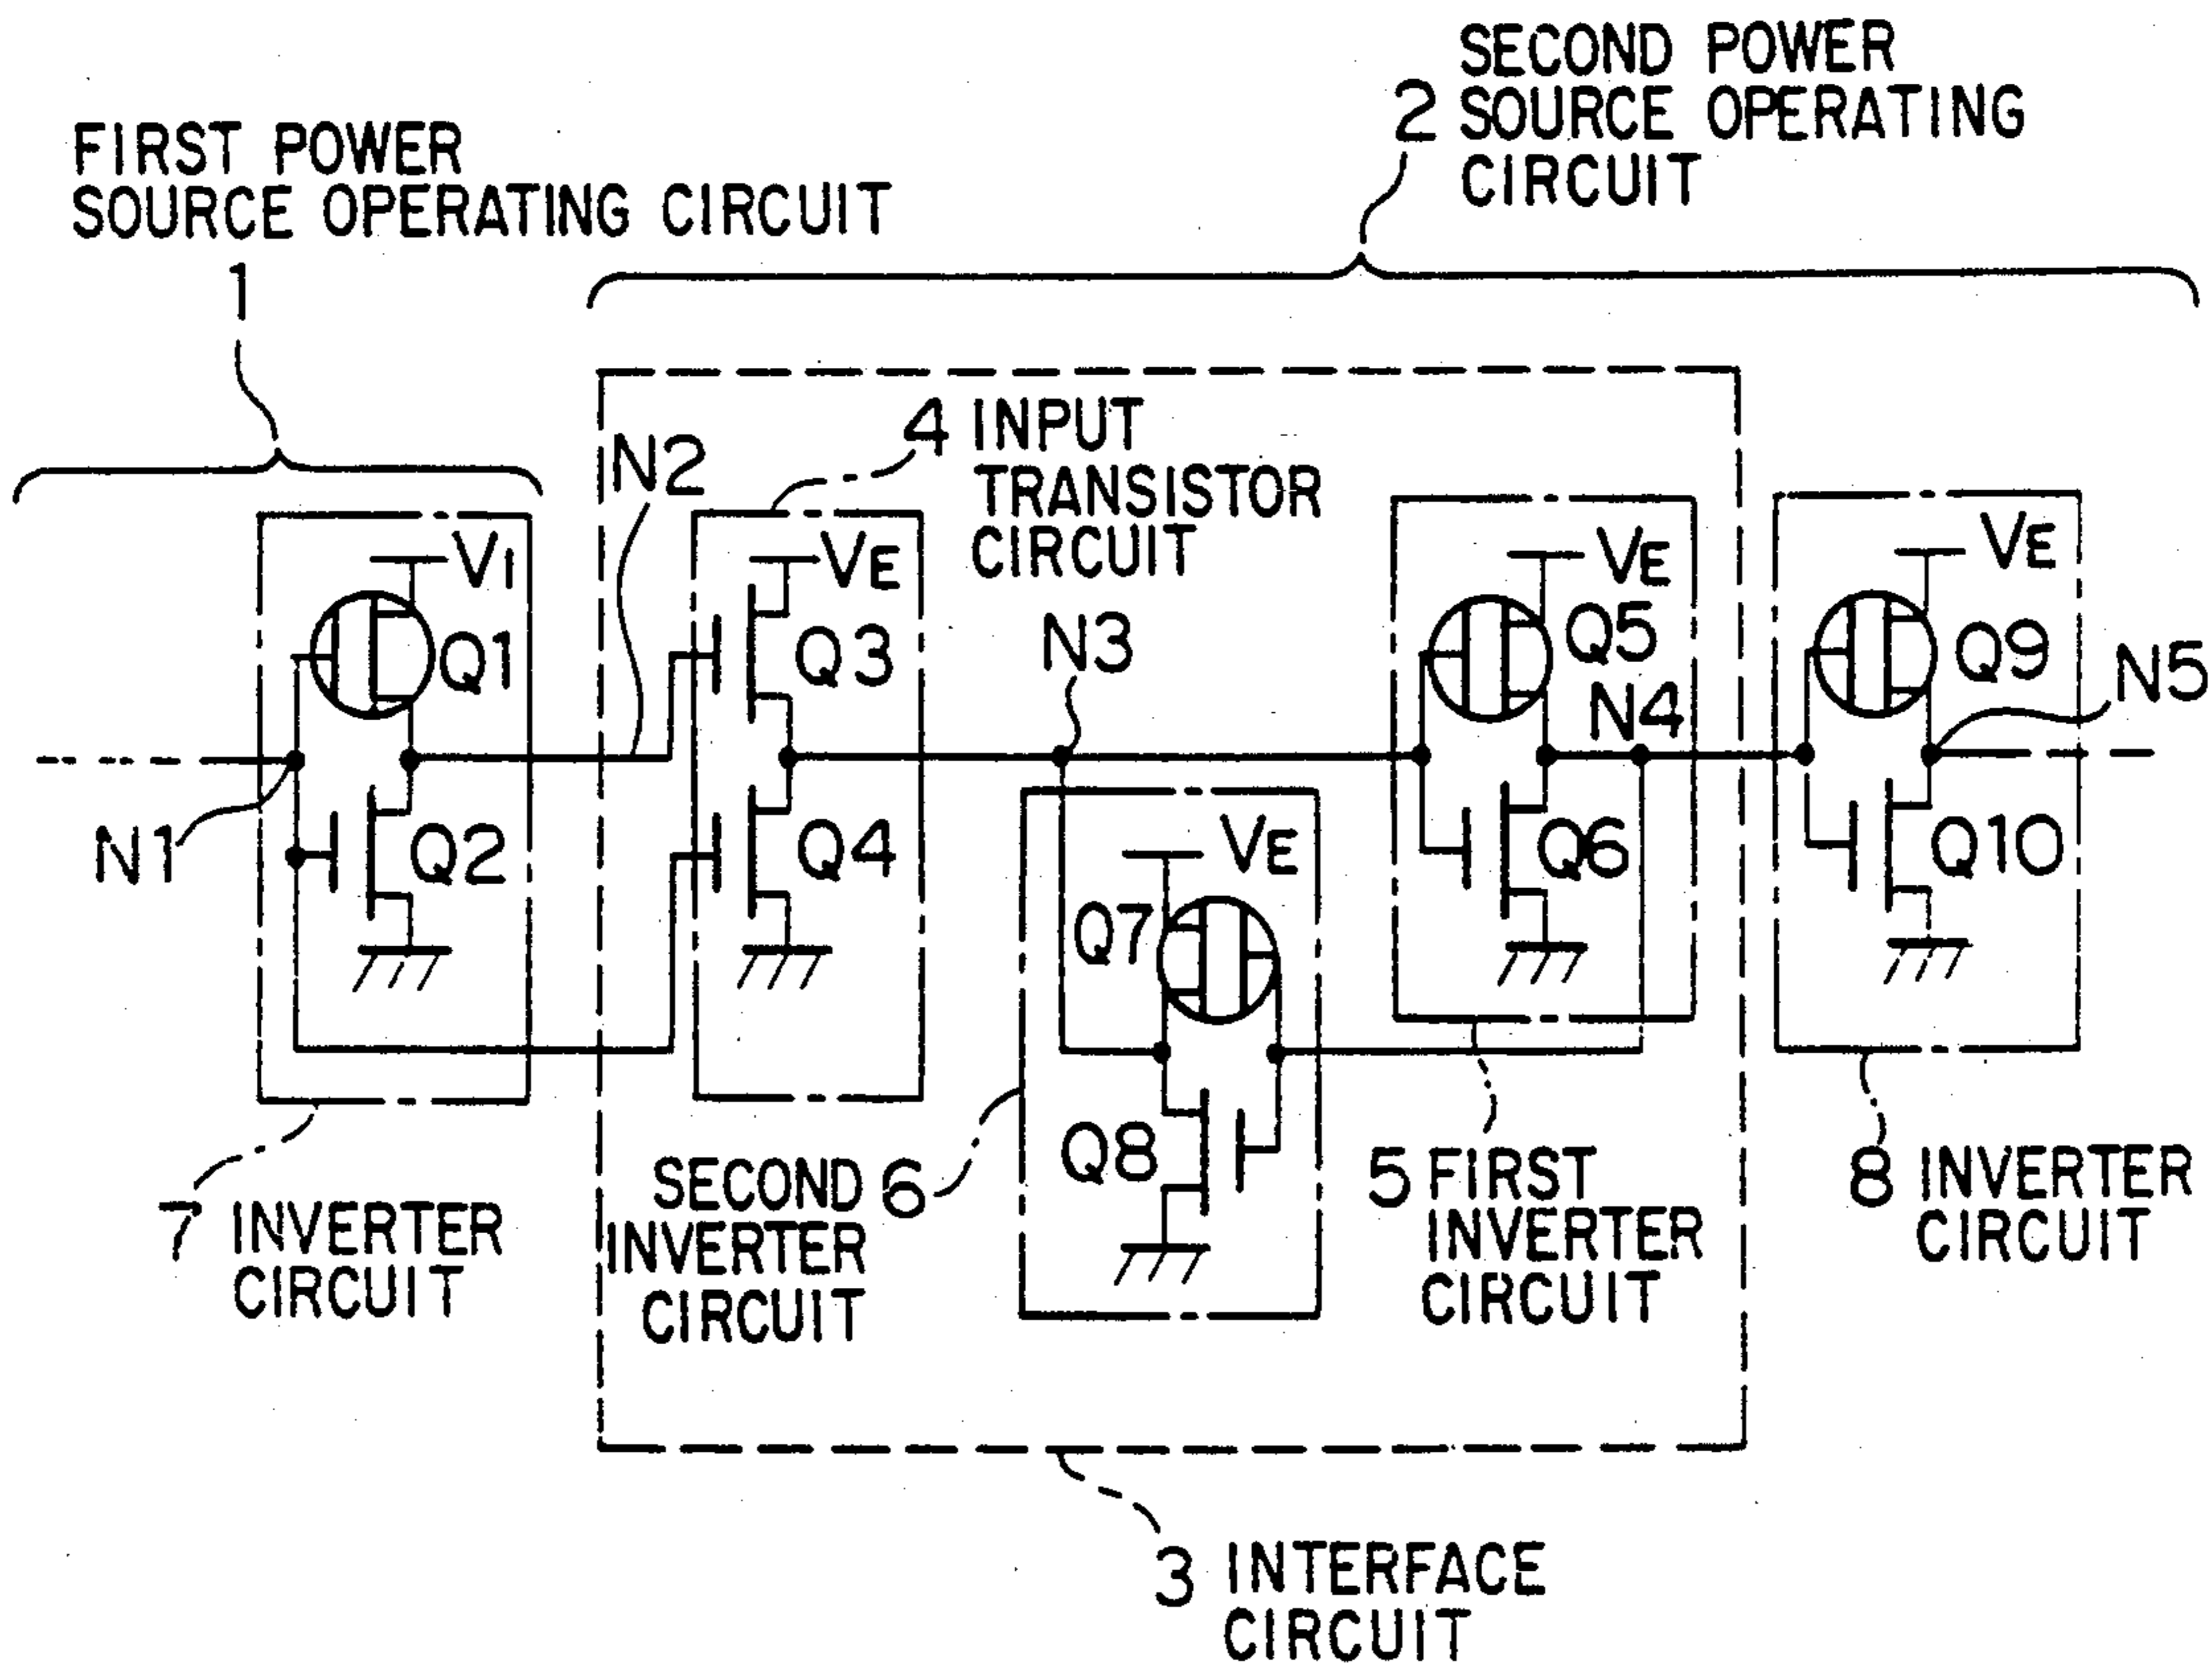 SECOND POWER
2 SOURCE OPERATING
CIRCUIT
FIRST POWER
SOURCE OPERATING CIRCUIT
1
4 INPUT
TRANSISTOR
CIRCUIT
N2
VI
VE
VE
VE
Q1
Q3
N3
Q5
Q9
N5
N4
N1
Q2
Q4
VE
Q6
Q10
Q7
Q8
SECOND 6
INVERTER
CIRCUIT
5 FIRST
INVERTER
CIRCUIT
8 INVERTER
CIRCUIT
7 INVERTER
CIRCUIT
3 INTERFACE
CIRCUIT